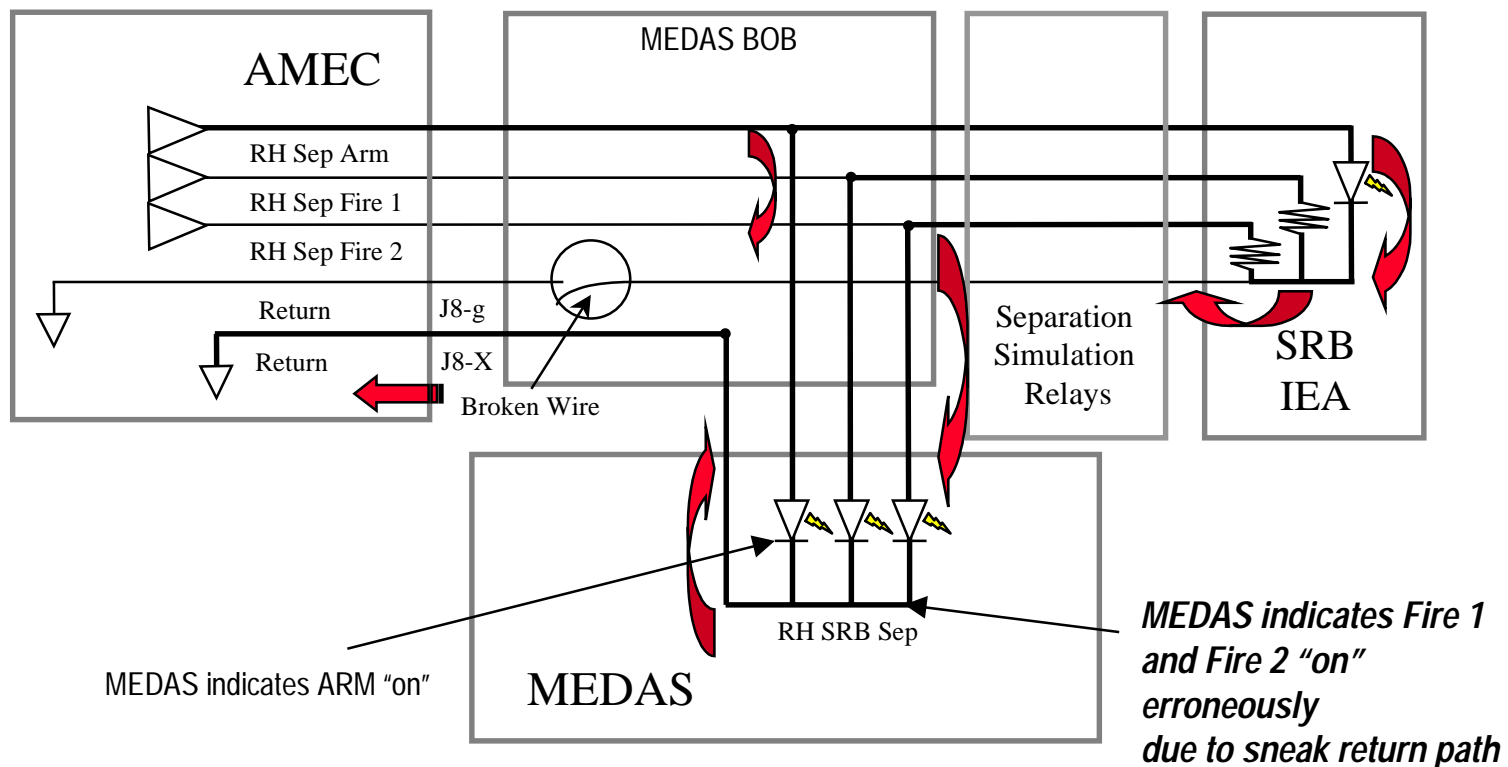 MEDAS BOB
AMEC
RH Sep Arm
RH Sep Fire 1
RH Sep Fire 2
Return
J8-g
Return
J8-X
Broken Wire
Separation
Simulation
Relays
SRB
IEA
RH SRB Sep
MEDAS
MEDAS indicates ARM “on”
MEDAS indicates Fire 1
and Fire 2 “on”
erroneously
due to sneak return path